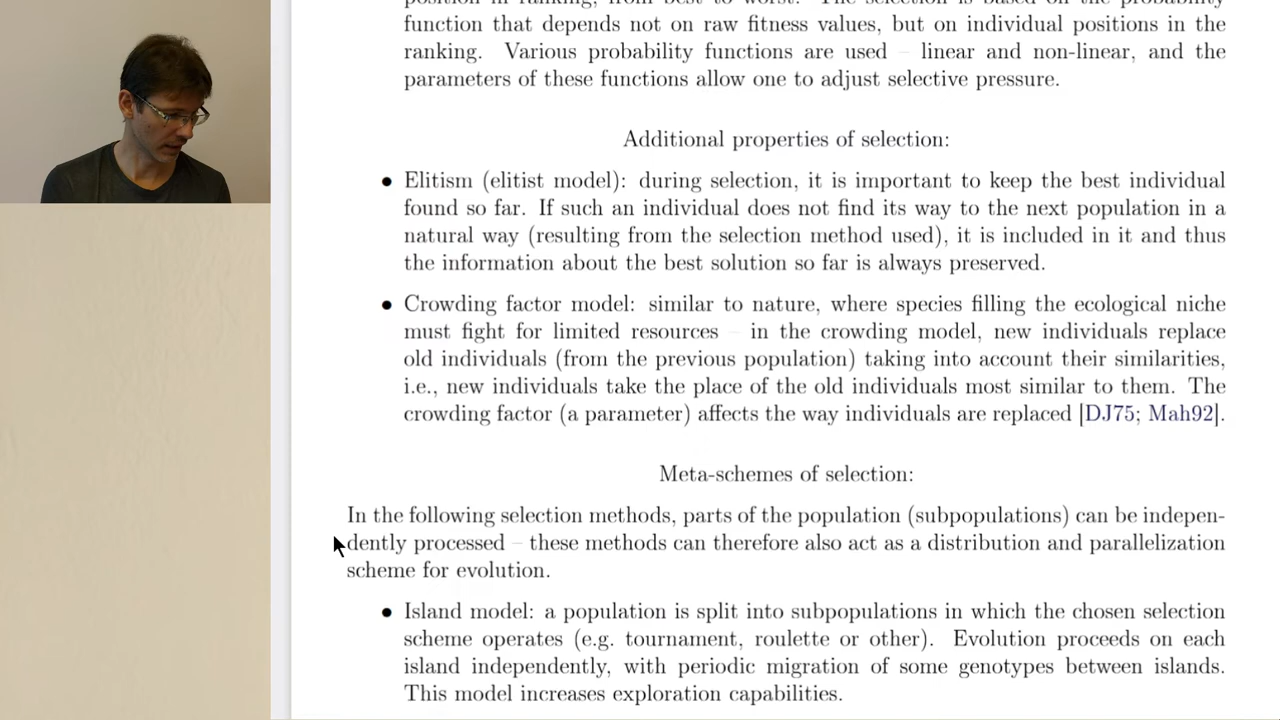 position in ranking, from best to worst. The selection is based on the probability
function that depends not on raw fitness values, but on individual positions in the
ranking. Various probability functions are used – linear and non-linear, and the
parameters of these functions allow one to adjust selective pressure.
Additional properties of selection:
• Elitism (elitist model): during selection, it is important to keep the best individual
found so far. If such an individual does not find its way to the next population in a
natural way (resulting from the selection method used), it is included in it and thus
the information about the best solution so far is always preserved.
• Crowding factor model: similar to nature, where species filling the ecological niche
must fight for limited resources – in the crowding model, new individuals replace
old individuals (from the previous population) taking into account their similarities,
i.e., new individuals take the place of the old individuals most similar to them. The
crowding factor (a parameter) affects the way individuals are replaced [DJ75; Mah92].
Meta-schemes of selection:
In the following selection methods, parts of the population (subpopulations) can be indepen-
dently processed – these methods can therefore also act as a distribution and parallelization
scheme for evolution.
• Island model: a population is split into subpopulations in which the chosen selection
scheme operates (e.g. tournament, roulette or other). Evolution proceeds on each
island independently, with periodic migration of some genotypes between islands.
This model increases exploration capabilities.